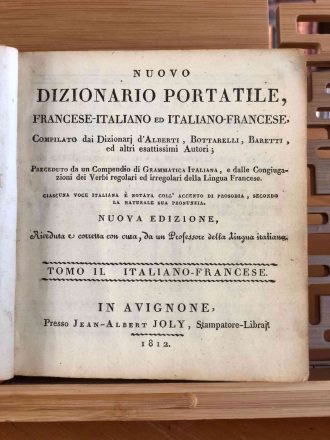 NUOVO
DIZIONARIO PORTATILE,
FRANCESE-ITALIANO ED ITALIANO-FRANCESE,
COMPILATO dai Dizionarj d'ALBERTI, BOTTARELLI, BARETTI,
ed altri esattissimi Autori;
PRECEDUTO da un Compendio di GRAMMATICA ITALIANA, e dalle Congiuga-
zioni dei Verbi regolari ed irregolari della Lingua Francese.
CIASCUNA VOCE ITALIANA È NOTATA COLL' ACCENTO DI PROSODIA, SECONDO
LA NATURALE SUA PRONUNZIA.
NUOVA EDIZIONE,
Riveduta e corretta con cura, da un Professore della lingua italiana.
TOMO II. ITALIANO-FRANCESE.
IN AVIGNONE,
Presso JEAN-ALBERT JOLY, Stampatore-Librajt
1812.